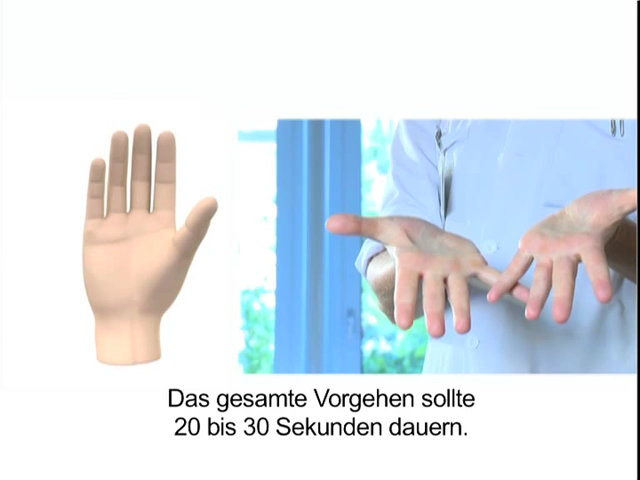 Das gesamte Vorgehen sollte
20 bis 30 Sekunden dauern.